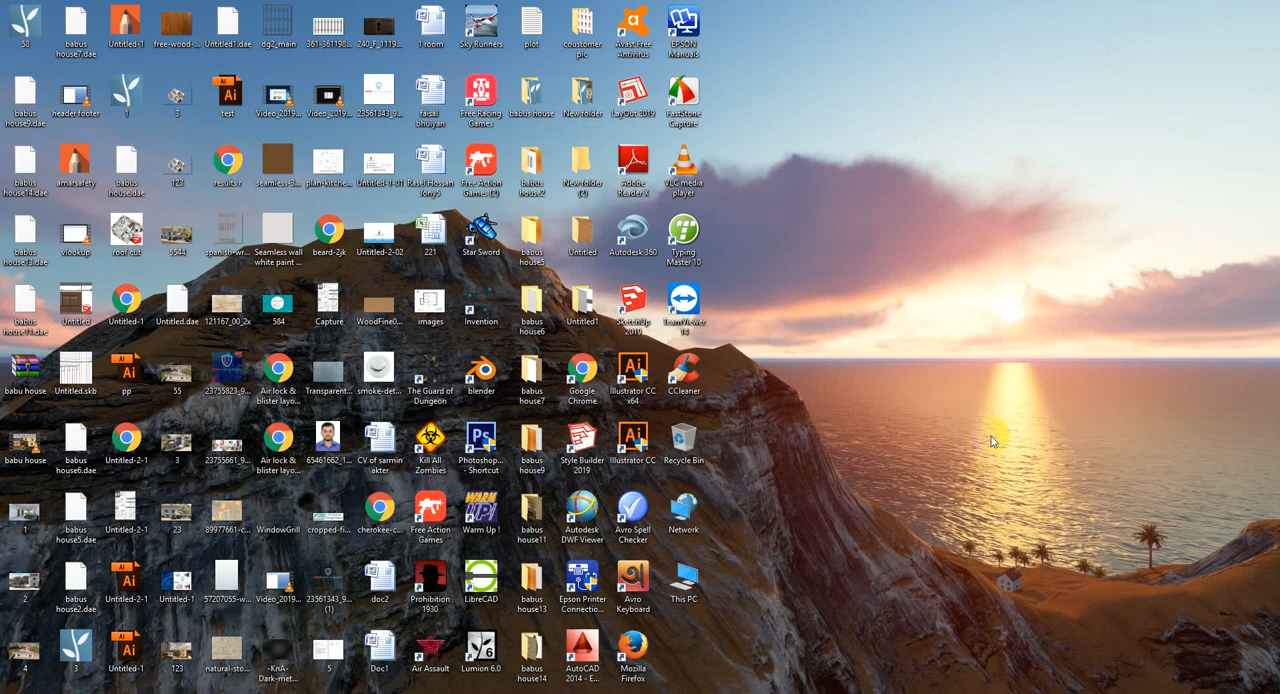 58
babus
house7.dae
Untitled-1
free-wood-...
Untitled1.dae
dg2_main
361-361198...
240_F_1119...
1 room
Sky Runners
plot
coustomer
pic
Avast Free
Antivirus
EPSON
Manuals
babus
house9.dae
header footer
1
3
test
Video_2019...
Video_2019...
23561343_9...
faisal
bhuiyan
Free Racing
Games
babus house
New folder
LayOut 2019
FastStone
Capture
babus
house14.dae
amarsafety
babus
house.dae
123
results r
seamless-3...
plan-kitche...
Untitled-1-01
Rasel Hossan
Jony5
Free Action
Games (2)
babus
house2
New folder
(2)
Adobe
Reader X
VLC media
player
babus
house13.dae
vlookup
roof cut
5544
spanish-wr...
Seamless wall
white paint ...
beard-2jk
Untitled-2-02
221
Star Sword
babus
house5
Untitled
Autodesk 360
Typing
Master 10
babus
house11.dae
Untitled
Untitled-1
Untitled.dae
121167_00_2x
584
Capture
WoodFine0...
images
Invention
babus
house6
Untitled1
SketchUp
2019
TeamViewer
14
babu house
Untitled.skb
pp
55
23755823_9...
Air lock &
blister layo...
Transparent...
smoke-det...
The Guard of
Dungeon
blender
babus
house7
Google
Chrome
Illustrator CC
x64
CCleaner
babu house
babus
house6.dae
Untitled-2-1
3
23755661_9...
Air lock &
blister layo...
65461662_1...
CV of sarmin
akter
Kill All
Zombies
Photoshop...
- Shortcut
babus
house9
Style Builder
2019
Illustrator CC
Recycle Bin
1
babus
house5.dae
Untitled-2-1
23
89977661-c...
WindowGrill
cropped-fi...
cherokee-c...
Free Action
Games
Warm Up !
babus
house11
Autodesk
DWF Viewer
Avro Spell
Checker
Network
2
babus
house2.dae
Untitled-2-1
Untitled-1
57207055-w...
Video_2019...
23561343_9...
(1)
doc2
Prohibition
1930
LibreCAD
babus
house13
Epson Printer
Connectio...
Avro
Keyboard
This PC
4
3
Untitled-1
123
natural-sto...
-KnA-
Dark-met...
5
Doc1
Air Assault
Lumion 6.0
babus
house14
AutoCAD
2014 - E...
Mozilla
Firefox